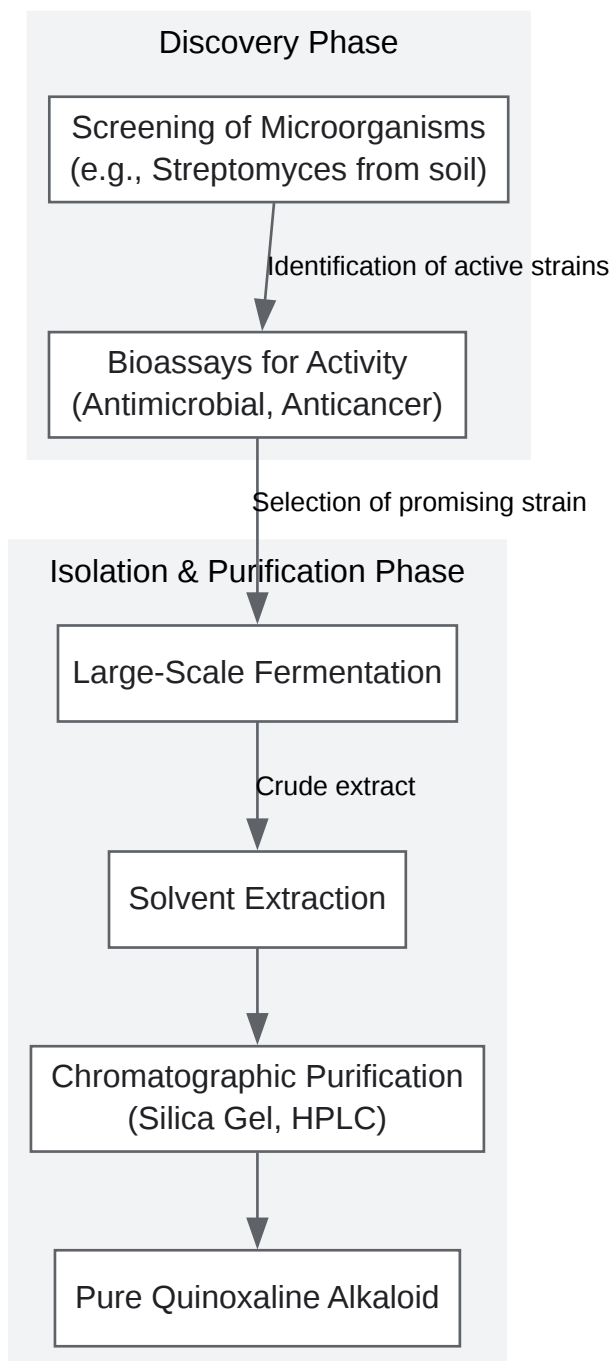 Discovery Phase
Screening of Microorganisms
(e.g., Streptomyces from soil)
Identification of active strains
Bioassays for Activity
(Antimicrobial, Anticancer)
Selection of promising strain
Isolation & Purification Phase
Large-Scale Fermentation
Crude extract
Solvent Extraction
Chromatographic Purification
(Silica Gel, HPLC)
Pure Quinoxaline Alkaloid